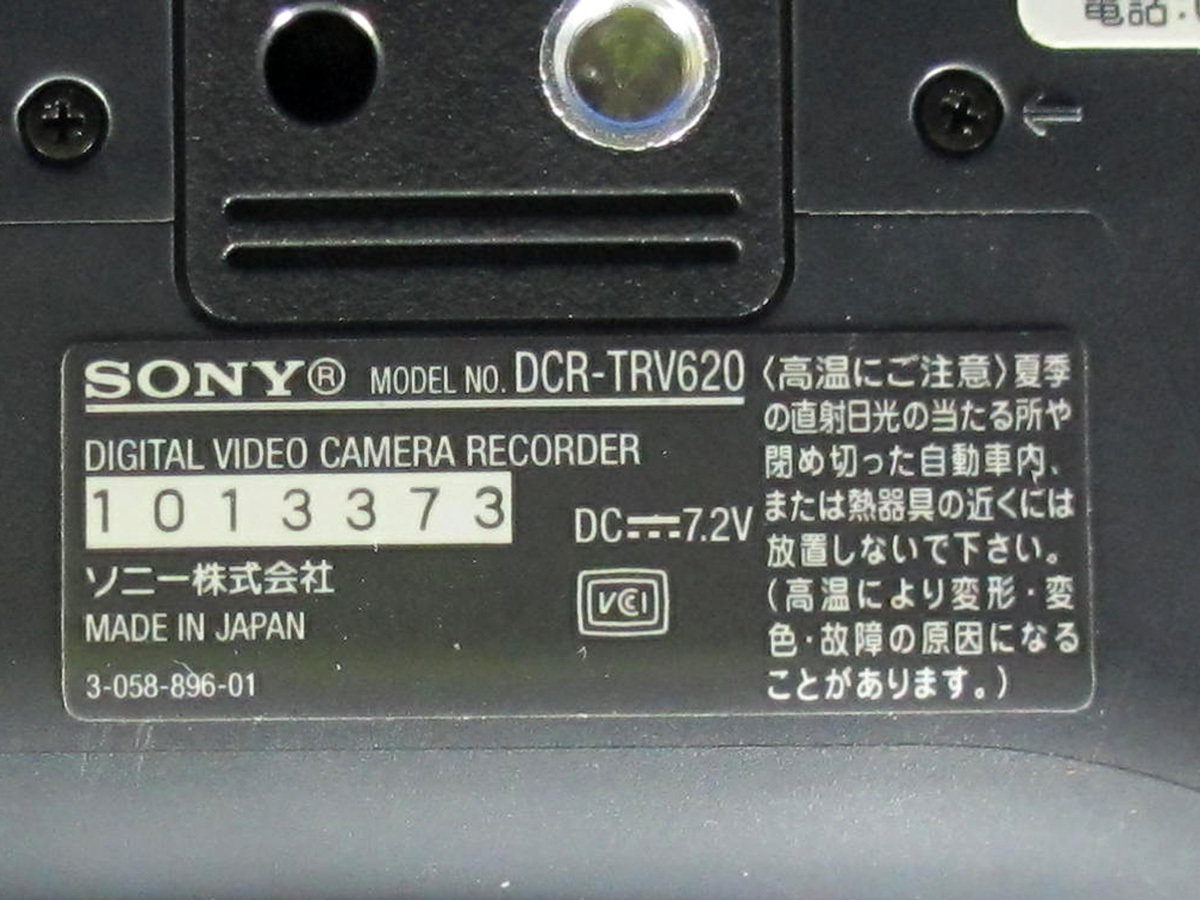 電話・
SONY® MODEL NO. DCR-TRV620
DIGITAL VIDEO CAMERA RECORDER
1013373
DC 7.2V
ソニー株式会社
VCCI
MADE IN JAPAN
3-058-896-01
〈高温にご注意〉夏季
の直射日光の当たる所や
閉め切った自動車内、
または熱器具の近くには
放置しないで下さい。
(高温により変形・変
色・故障の原因になる
ことがあります。)